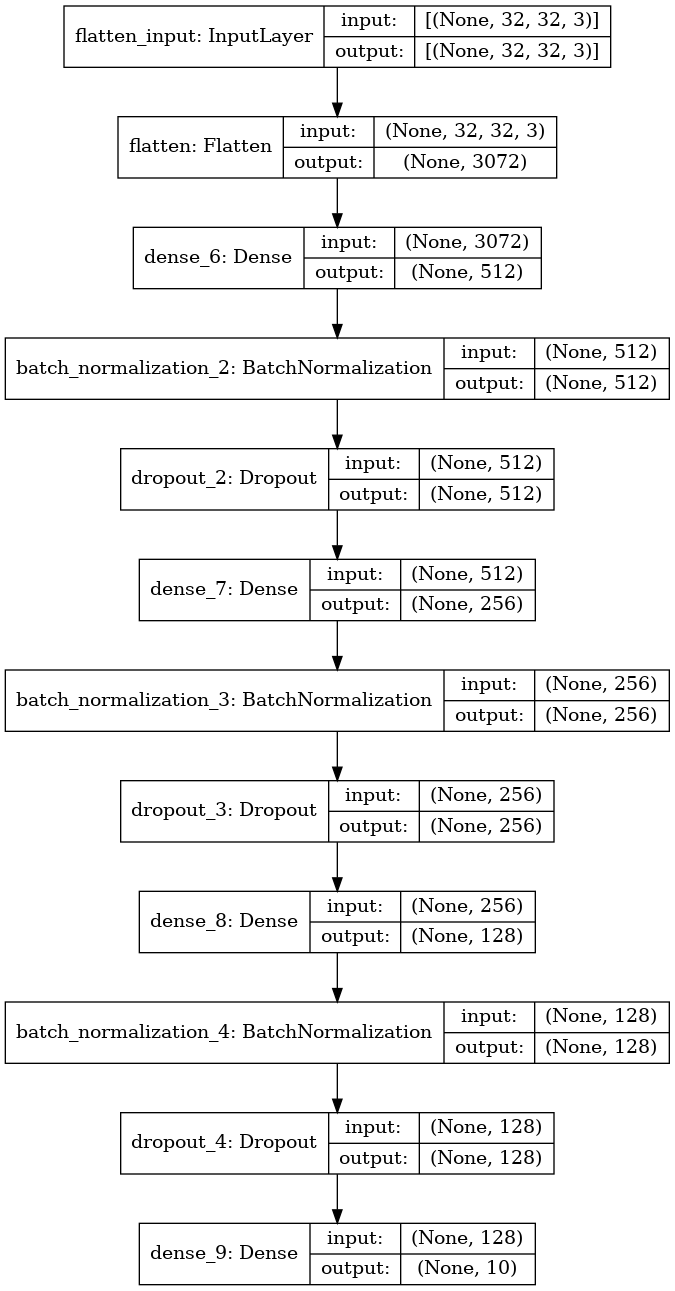 flatten_input: InputLayer
input:
[(None, 32, 32, 3)]
output:
[(None, 32, 32, 3)]
flatten: Flatten
input:
(None, 32, 32, 3)
output:
(None, 3072)
dense_6: Dense
input:
(None, 3072)
output:
(None, 512)
batch_normalization_2: BatchNormalization
input:
(None, 512)
output:
(None, 512)
dropout_2: Dropout
input:
(None, 512)
output:
(None, 512)
dense_7: Dense
input:
(None, 512)
output:
(None, 256)
batch_normalization_3: BatchNormalization
input:
(None, 256)
output:
(None, 256)
dropout_3: Dropout
input:
(None, 256)
output:
(None, 256)
dense_8: Dense
input:
(None, 256)
output:
(None, 128)
batch_normalization_4: BatchNormalization
input:
(None, 128)
output:
(None, 128)
dropout_4: Dropout
input:
(None, 128)
output:
(None, 128)
dense_9: Dense
input:
(None, 128)
output:
(None, 10)